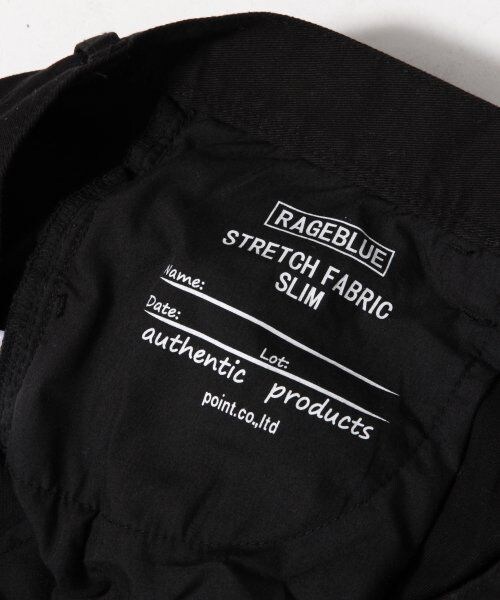 RAGEBLUE
STRETCH FABRIC
SLIM
Name:
Date: Lot:
authentic products
point.co.,ltd